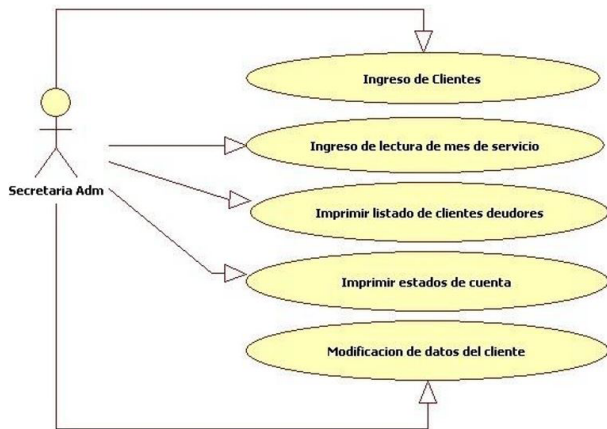 Ingreso de Clientes
Ingreso de lectura de mes de servicio
Secretaria Adm
Imprimir listado de clientes deudores
Imprimir estados de cuenta
Modificacion de datos del cliente